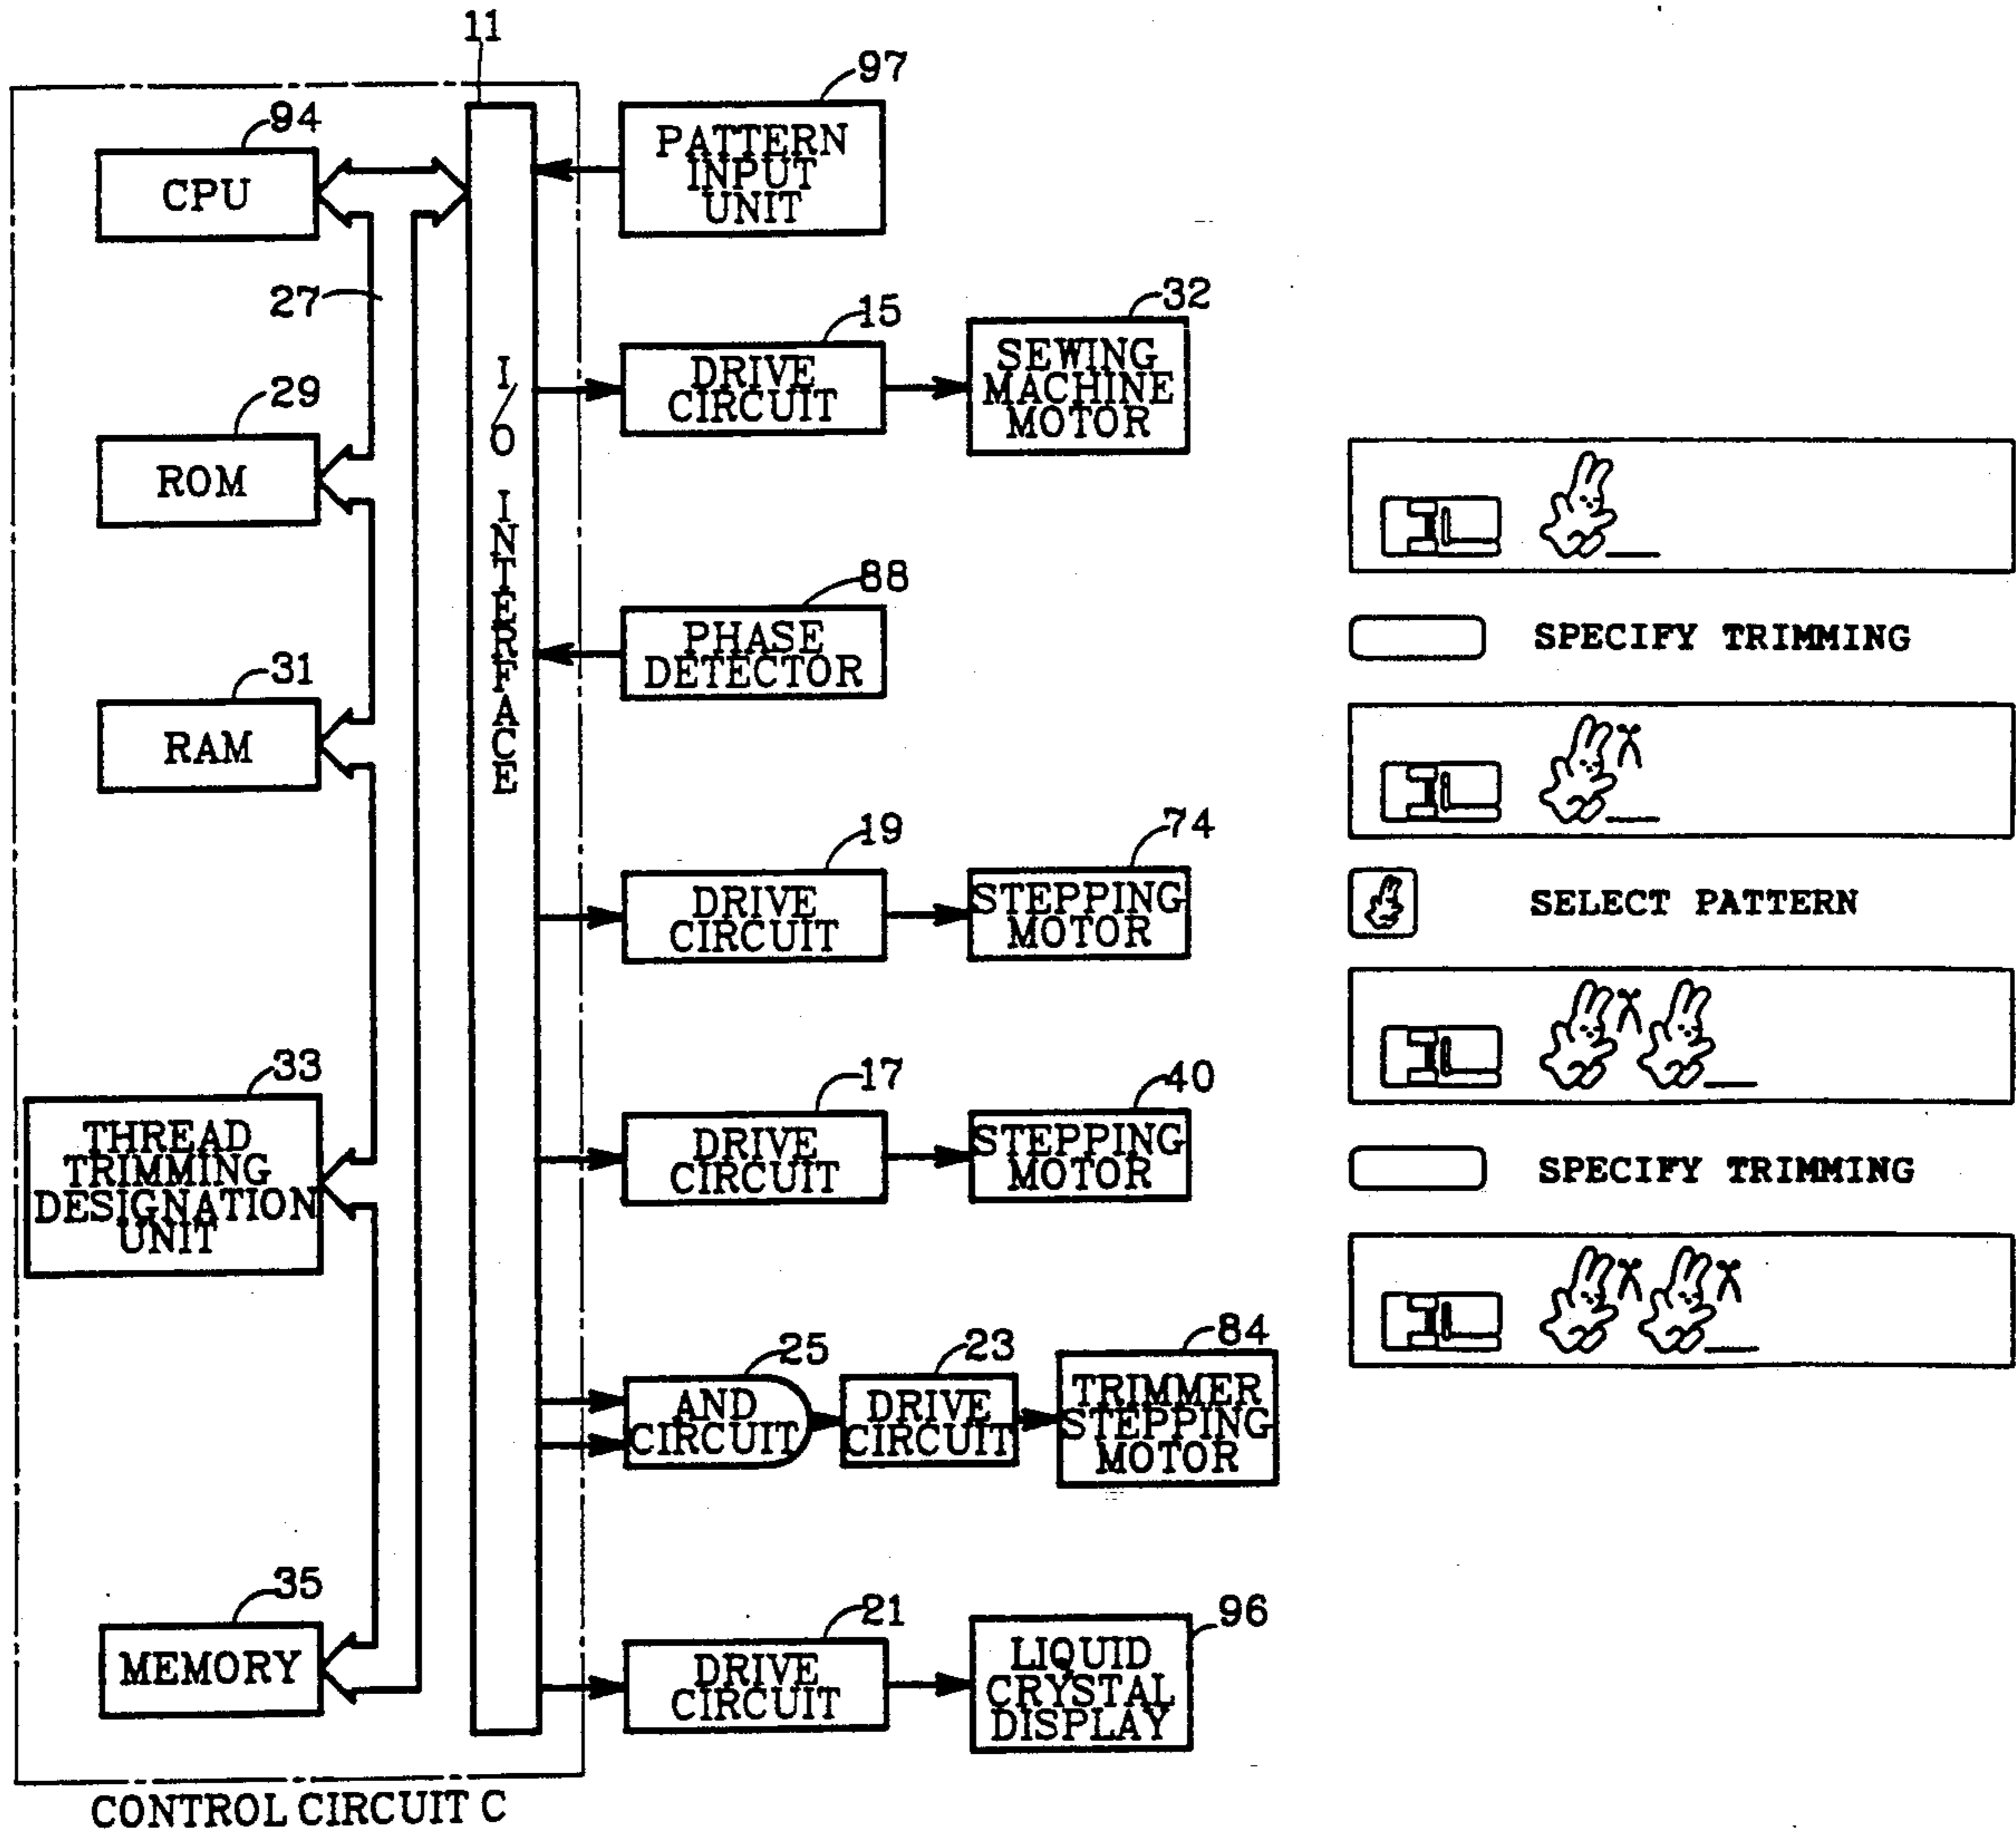 11
97
94
PATTERN
INPUT
UNIT
CPU
27
15
32
DRIVE
CIRCUIT
SEWING
MACHINE
MOTOR
29
ROM
I/O INTERFACE
88
PHASE
DETECTOR
SPECIFY TRIMMING
31
RAM
19
74
DRIVE
CIRCUIT
STEPPING
MOTOR
SELECT PATTERN
33
THREAD
TRIMMING
DESIGNATION
UNIT
17
40
DRIVE
CIRCUIT
STEPPING
MOTOR
SPECIFY TRIMMING
25
23
84
AND
CIRCUIT
DRIVE
CIRCUIT
TRIMMER
STEPPING
MOTOR
35
MEMORY
21
96
DRIVE
CIRCUIT
LIQUID
CRYSTAL
DISPLAY
CONTROL CIRCUIT C